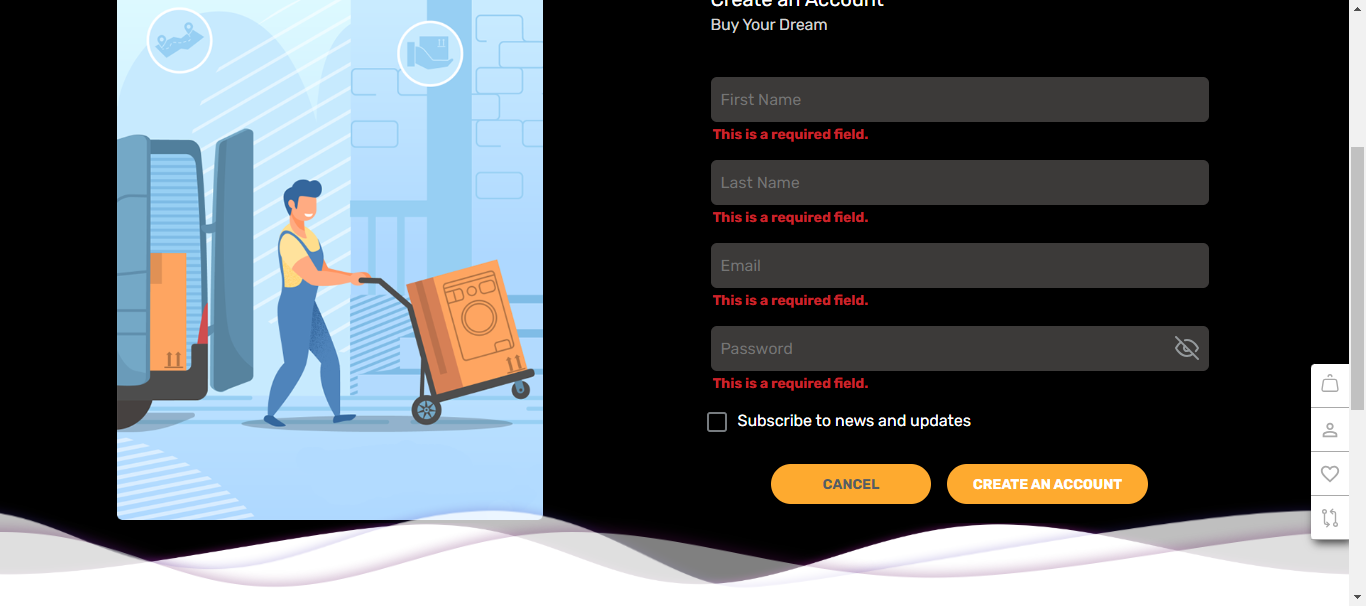 Create an Account
Buy Your Dream
First Name
This is a required field.
Last Name
This is a required field.
Email
This is a required field.
Password
This is a required field.
Subscribe to news and updates
CANCEL
CREATE AN ACCOUNT